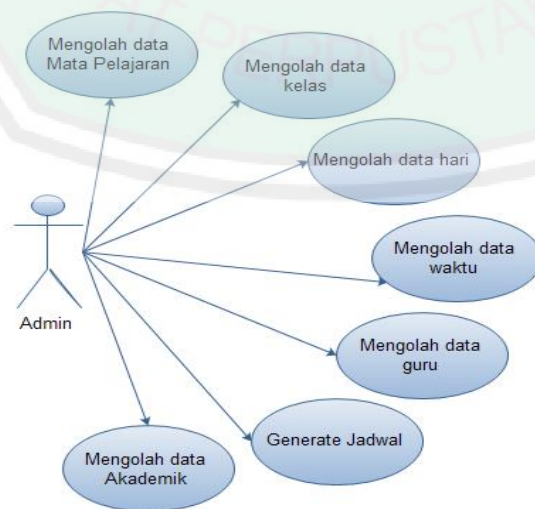 Mengolah data
Mata Pelajaran
Mengolah data
kelas
Mengolah data hari
Mengolah data
waktu
Admin
Mengolah data
guru
Generate Jadwal
Mengolah data
Akademik